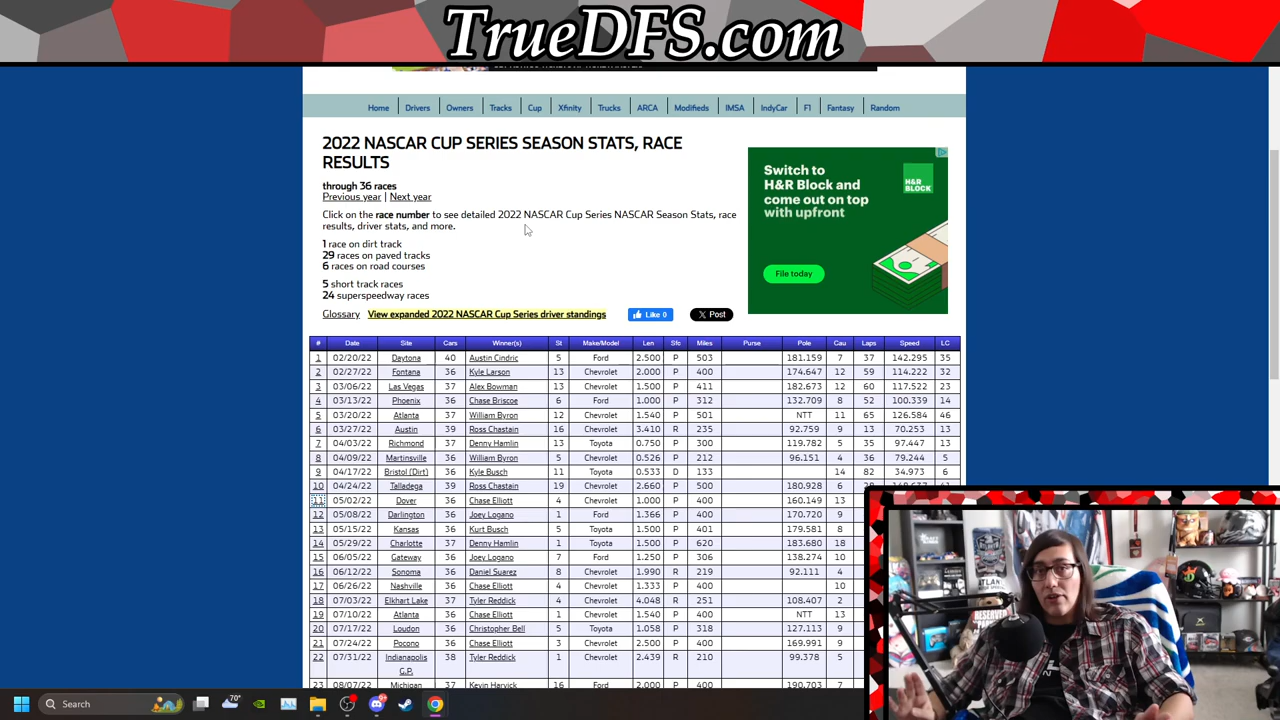 TrueDFS.com
Home Drivers Owners Tracks Cup Xfinity Trucks ARCA Modifieds IMSA IndyCar F1 Fantasy Random
2022 NASCAR CUP SERIES SEASON STATS, RACE
RESULTS
through 36 races
Previous year | Next year
Click on the race number to see detailed 2022 NASCAR Cup Series NASCAR Season Stats, race
results, driver stats, and more.
1 race on dirt track
29 races on paved tracks
6 races on road courses
5 short track races
24 superspeedway races
Glossary View expanded 2022 NASCAR Cup Series driver standings Like 0 X Post
Switch to
H&R Block and
come out on top
with upfront
H&R
BLOCK
File today
# Date Site Cars Winner(s) St Make/Model Len Sfc Miles Purse Pole Cau Laps Speed LC
1 02/20/22 Daytona 40 Austin Cindric 5 Ford 2.500 P 503 181.159 7 37 142.295 35
2 02/27/22 Fontana 36 Kyle Larson 13 Chevrolet 2.000 P 400 174.647 12 59 114.222 32
3 03/06/22 Las Vegas 37 Alex Bowman 13 Chevrolet 1.500 P 411 182.673 12 60 117.522 23
4 03/13/22 Phoenix 36 Chase Briscoe 6 Ford 1.000 P 312 132.709 8 52 100.339 14
5 03/20/22 Atlanta 37 William Byron 12 Chevrolet 1.540 P 501 NTT 11 65 126.584 46
6 03/27/22 Austin 39 Ross Chastain 16 Chevrolet 3.410 R 235 92.759 9 13 70.253 13
7 04/03/22 Richmond 37 Denny Hamlin 13 Toyota 0.750 P 300 119.782 5 35 97.447 13
8 04/09/22 Martinsville 36 William Byron 5 Chevrolet 0.526 P 212 96.151 4 36 79.244 5
9 04/17/22 Bristol (Dirt) 36 Kyle Busch 11 Toyota 0.533 D 133 14 82 34.973 6
10 04/24/22 Talladega 39 Ross Chastain 19 Chevrolet 2.660 P 500 180.928 6
11 05/02/22 Dover 36 Chase Elliott 4 Chevrolet 1.000 P 400 160.149 13
12 05/08/22 Darlington 36 Joey Logano 1 Ford 1.366 P 400 170.720 9
13 05/15/22 Kansas 36 Kurt Busch 5 Toyota 1.500 P 401 179.581 8
14 05/29/22 Charlotte 37 Denny Hamlin 1 Toyota 1.500 P 620 183.680 18
15 06/05/22 Gateway 36 Joey Logano 7 Ford 1.250 P 306 138.274 10
16 06/12/22 Sonoma 36 Daniel Suarez 8 Chevrolet 1.990 R 219 92.111 4
17 06/26/22 Nashville 36 Chase Elliott 4 Chevrolet 1.333 P 400 10
18 07/03/22 Elkhart Lake 37 Tyler Reddick 4 Chevrolet 4.048 R 251 108.407 2
19 07/10/22 Atlanta 36 Chase Elliott 1 Chevrolet 1.540 P 400 NTT 13
20 07/17/22 Loudon 36 Christopher Bell 5 Toyota 1.058 P 318 127.113 9
21 07/24/22 Pocono 36 Chase Elliott 3 Chevrolet 2.500 P 400 169.991 9
22 07/31/22 Indianapolis 38 Tyler Reddick 1 Chevrolet 2.439 R 210 99.378 5
G.P.
23 08/07/22 Michigan 37 Kevin Harvick 16 Ford 2.000 P 400 190.703 7
Search
70°